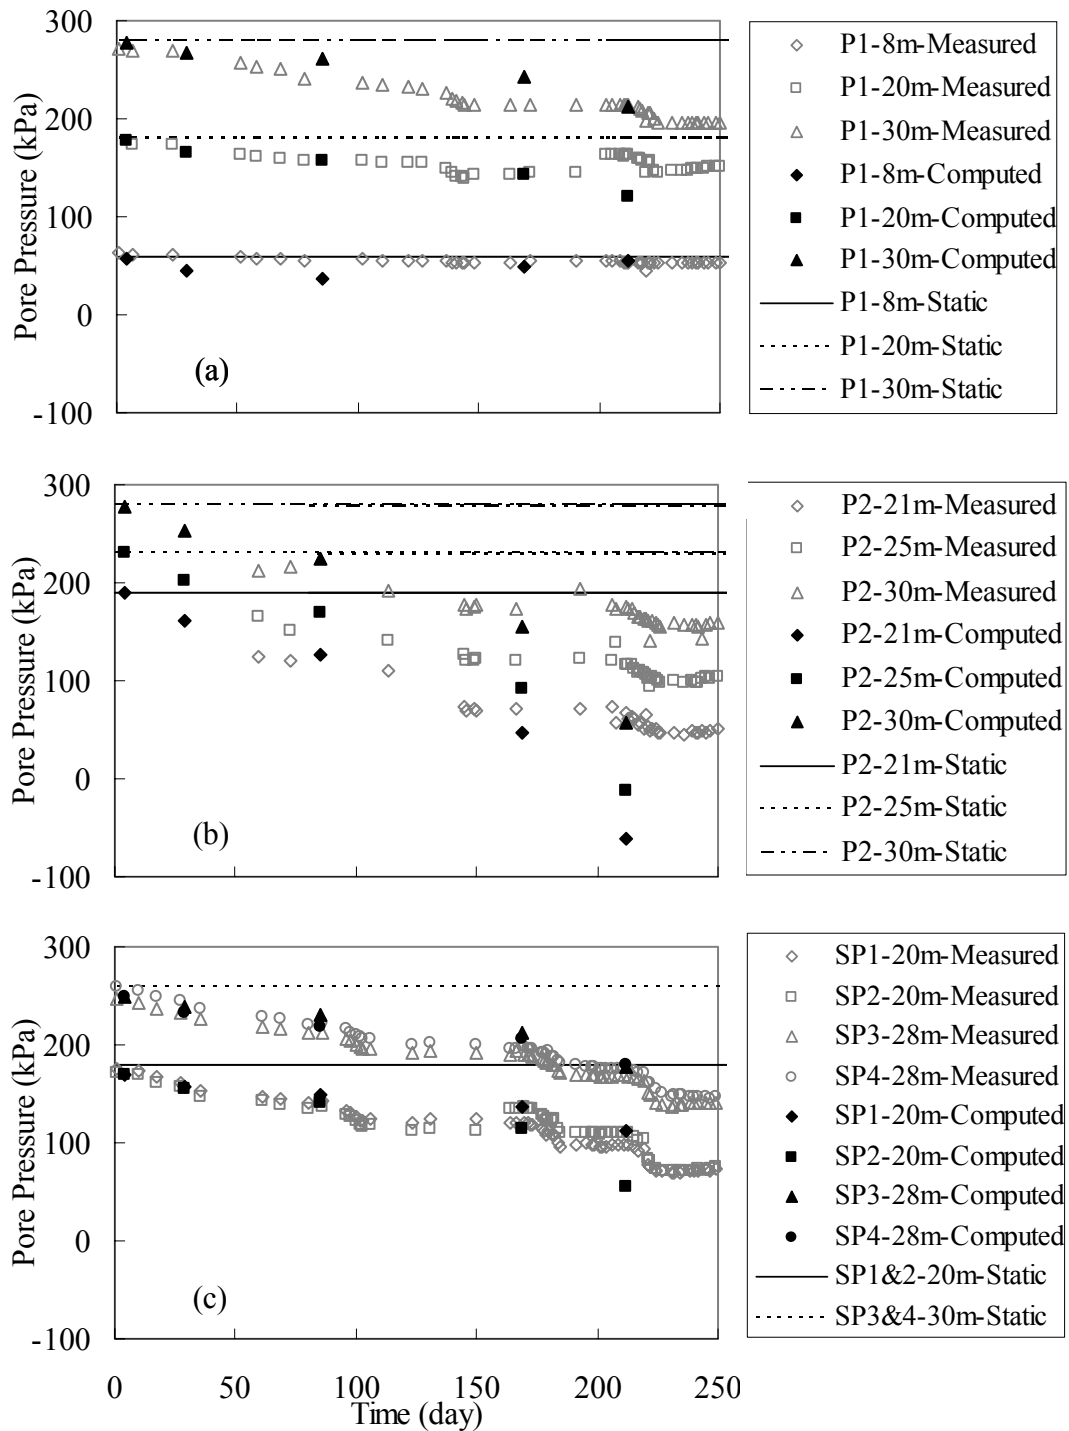 300
200
100
0
-100
Pore Pressure (kPa)
(a)
P1-8m-Measured
P1-20m-Measured
P1-30m-Measured
P1-8m-Computed
P1-20m-Computed
P1-30m-Computed
P1-8m-Static
P1-20m-Static
P1-30m-Static
300
200
100
0
-100
Pore Pressure (kPa)
(b)
P2-21m-Measured
P2-25m-Measured
P2-30m-Measured
P2-21m-Computed
P2-25m-Computed
P2-30m-Computed
P2-21m-Static
P2-25m-Static
P2-30m-Static
300
200
100
0
-100
Pore Pressure (kPa)
(c)
SP1-20m-Measured
SP2-20m-Measured
SP3-28m-Measured
SP4-28m-Measured
SP1-20m-Computed
SP2-20m-Computed
SP3-28m-Computed
SP4-28m-Computed
SP1&2-20m-Static
SP3&4-30m-Static
0 50 100 150 200 250
Time (day)